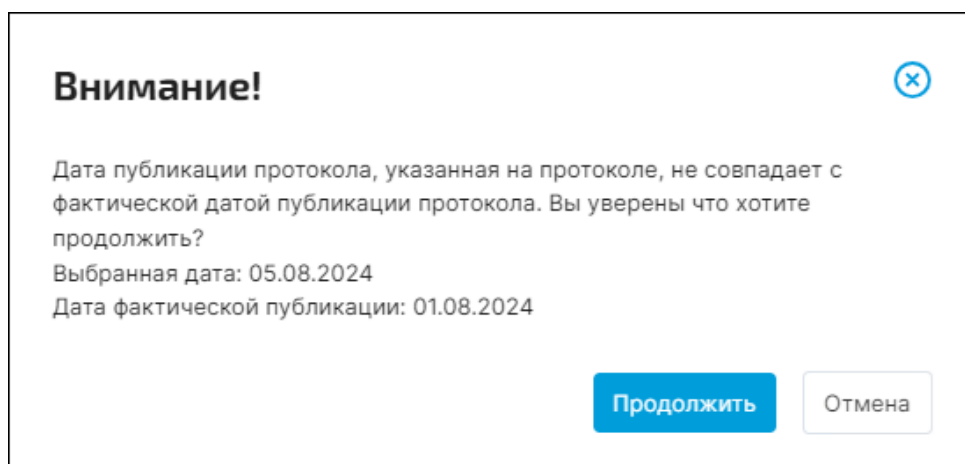 Внимание!
Дата публикации протокола, указанная на протоколе, не совпадает с
фактической датой публикации протокола. Вы уверены что хотите
продолжить?
Выбранная дата: 05.08.2024
Дата фактической публикации: 01.08.2024
Продолжить
Отмена